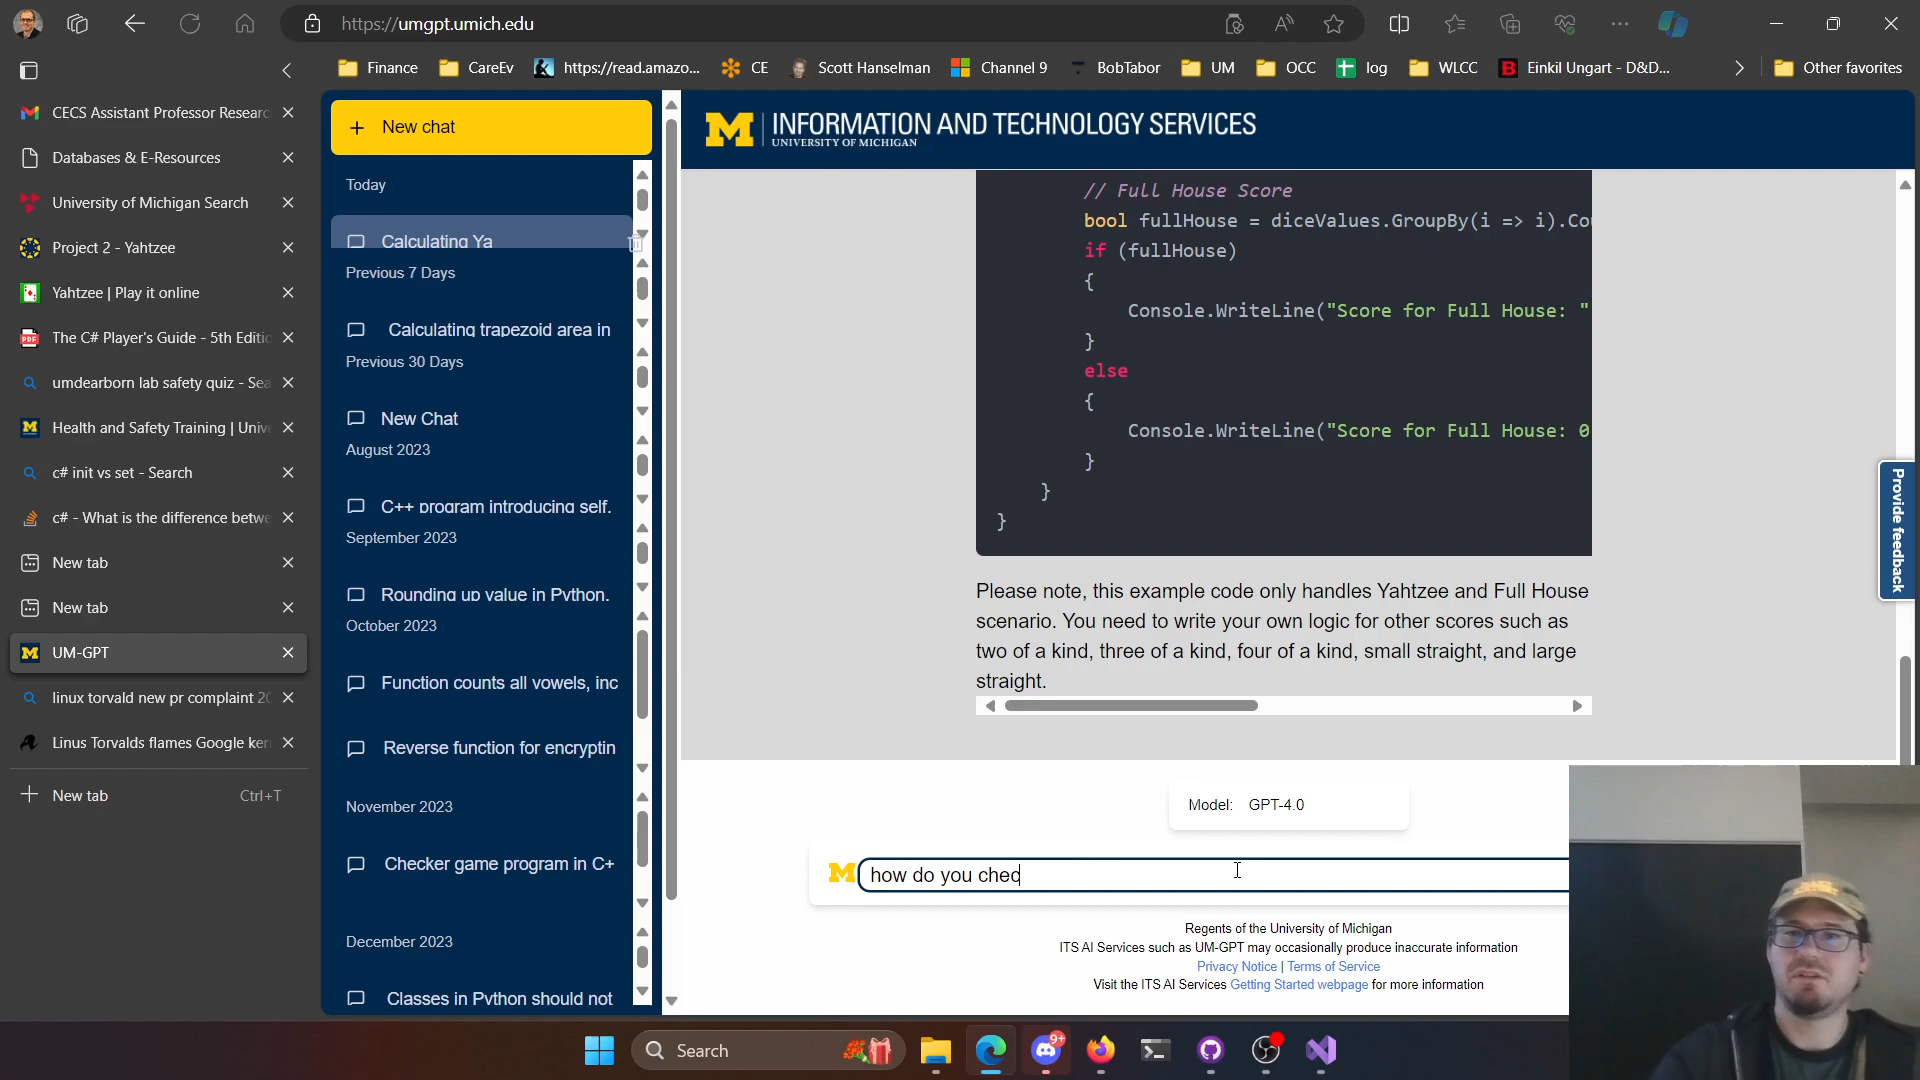 https://umgpt.umich.edu
Finance
CareEv
https://read.amazo...
CE
Scott Hanselman
Channel 9
BobTabor
UM
OCC
log
WLCC
Einkil Ungart - D&D...
Other favorites
CECS Assistant Professor Researc
Databases & E-Resources
University of Michigan Search
Project 2 - Yahtzee
Yahtzee | Play it online
The C# Player's Guide - 5th Editic
umdearborn lab safety quiz - Sea
Health and Safety Training | Unive
c# init vs set - Search
c# - What is the difference betwe
New tab
New tab
UM-GPT
linux torvald new pr complaint 20
Linus Torvalds flames Google ker
New tab
Ctrl+T
+ New chat
Today
Calculating Ya
Previous 7 Days
Calculating trapezoid area in
Previous 30 Days
New Chat
August 2023
C++ program introducing self.
September 2023
Rounding up value in Python.
October 2023
Function counts all vowels, inc
Reverse function for encryptin
November 2023
Checker game program in C+
December 2023
Classes in Python should not
M INFORMATION AND TECHNOLOGY SERVICES
UNIVERSITY OF MICHIGAN
// Full House Score
bool fullHouse = diceValues.GroupBy(i => i).Cou
if (fullHouse)
{
Console.WriteLine("Score for Full House: "
}
else
{
Console.WriteLine("Score for Full House: 0
}
}
}
Please note, this example code only handles Yahtzee and Full House
scenario. You need to write your own logic for other scores such as
two of a kind, three of a kind, four of a kind, small straight, and large
straight.
Provide feedback
Model: GPT-4.0
M how do you chec
Regents of the University of Michigan
ITS AI Services such as UM-GPT may occasionally produce inaccurate information
Privacy Notice | Terms of Service
Visit the ITS AI Services Getting Started webpage for more information
Search
9+